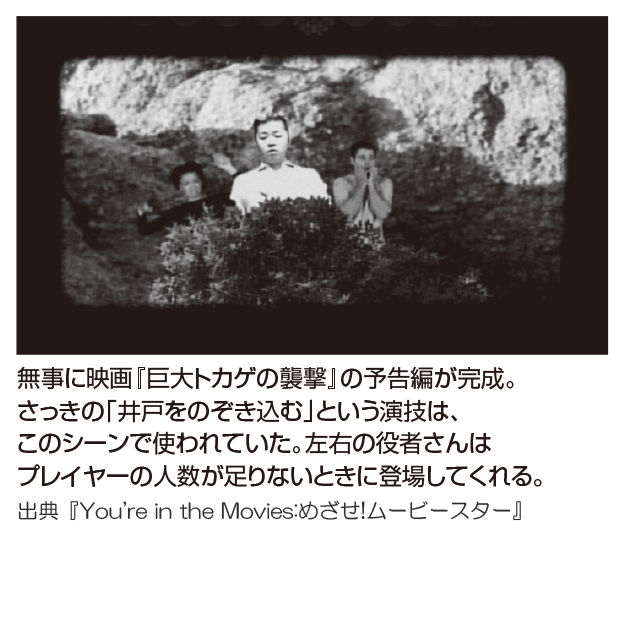 無事に映画『巨大トカゲの襲撃』の予告編が完成。
さっきの「井戸をのぞき込む」という演技は、
このシーンで使われていた。左右の役者さんは
プレイヤーの人数が足りないときに登場してくれる。
出典『You're in the Movies:めざせ!ムービースター』